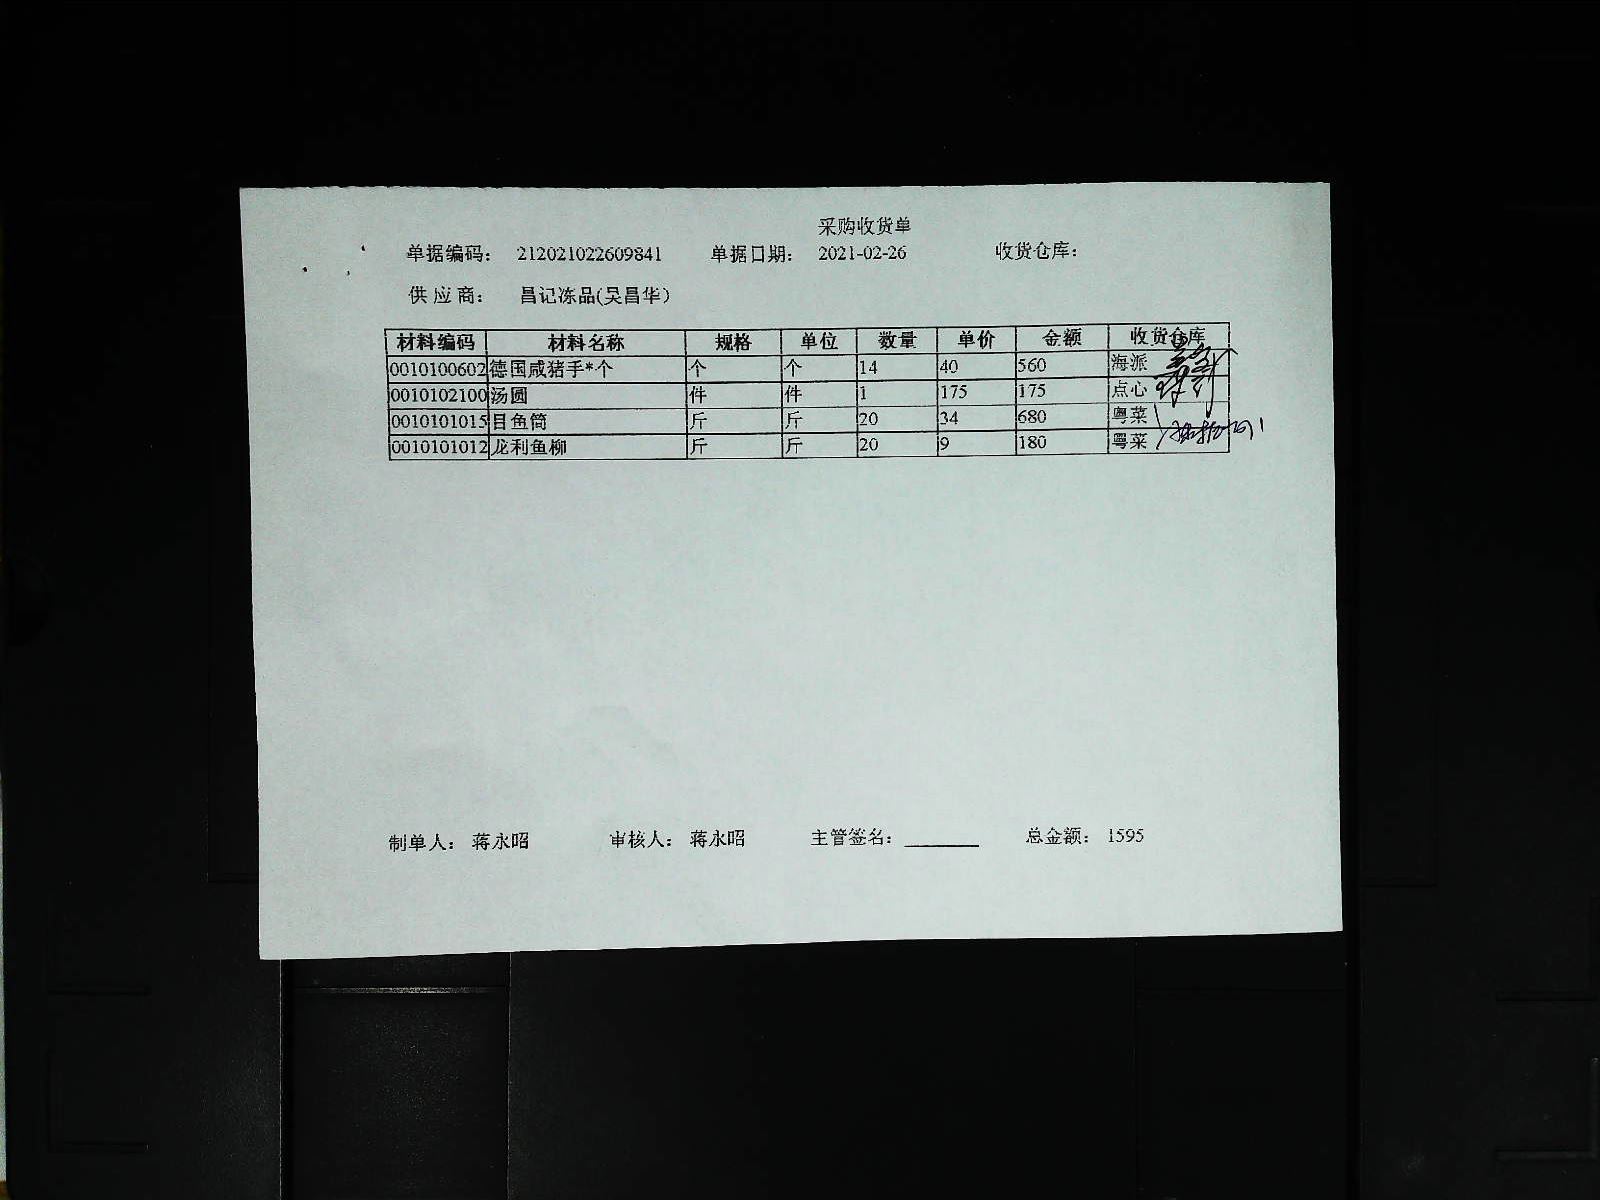 采购收货单
单据编码： 212021022609841 单据日期： 2021-02-26 收货仓库：
供 应 商： 昌记冻品(吴昌华）
材料编码 材料名称 规格 单位 数量 单价 金额 收货仓库
0010100602 德国咸猪手*个 个 个 14 40 560 海派
0010102100 汤圆 件 件 1 175 175 点心
0010101015 目鱼筒 斤 斤 20 34 680 粤菜
0010101012 龙利鱼柳 斤 斤 20 9 180 粤菜
制单人： 蒋永昭 审核人： 蒋永昭 主管签名： 总金额： 1595